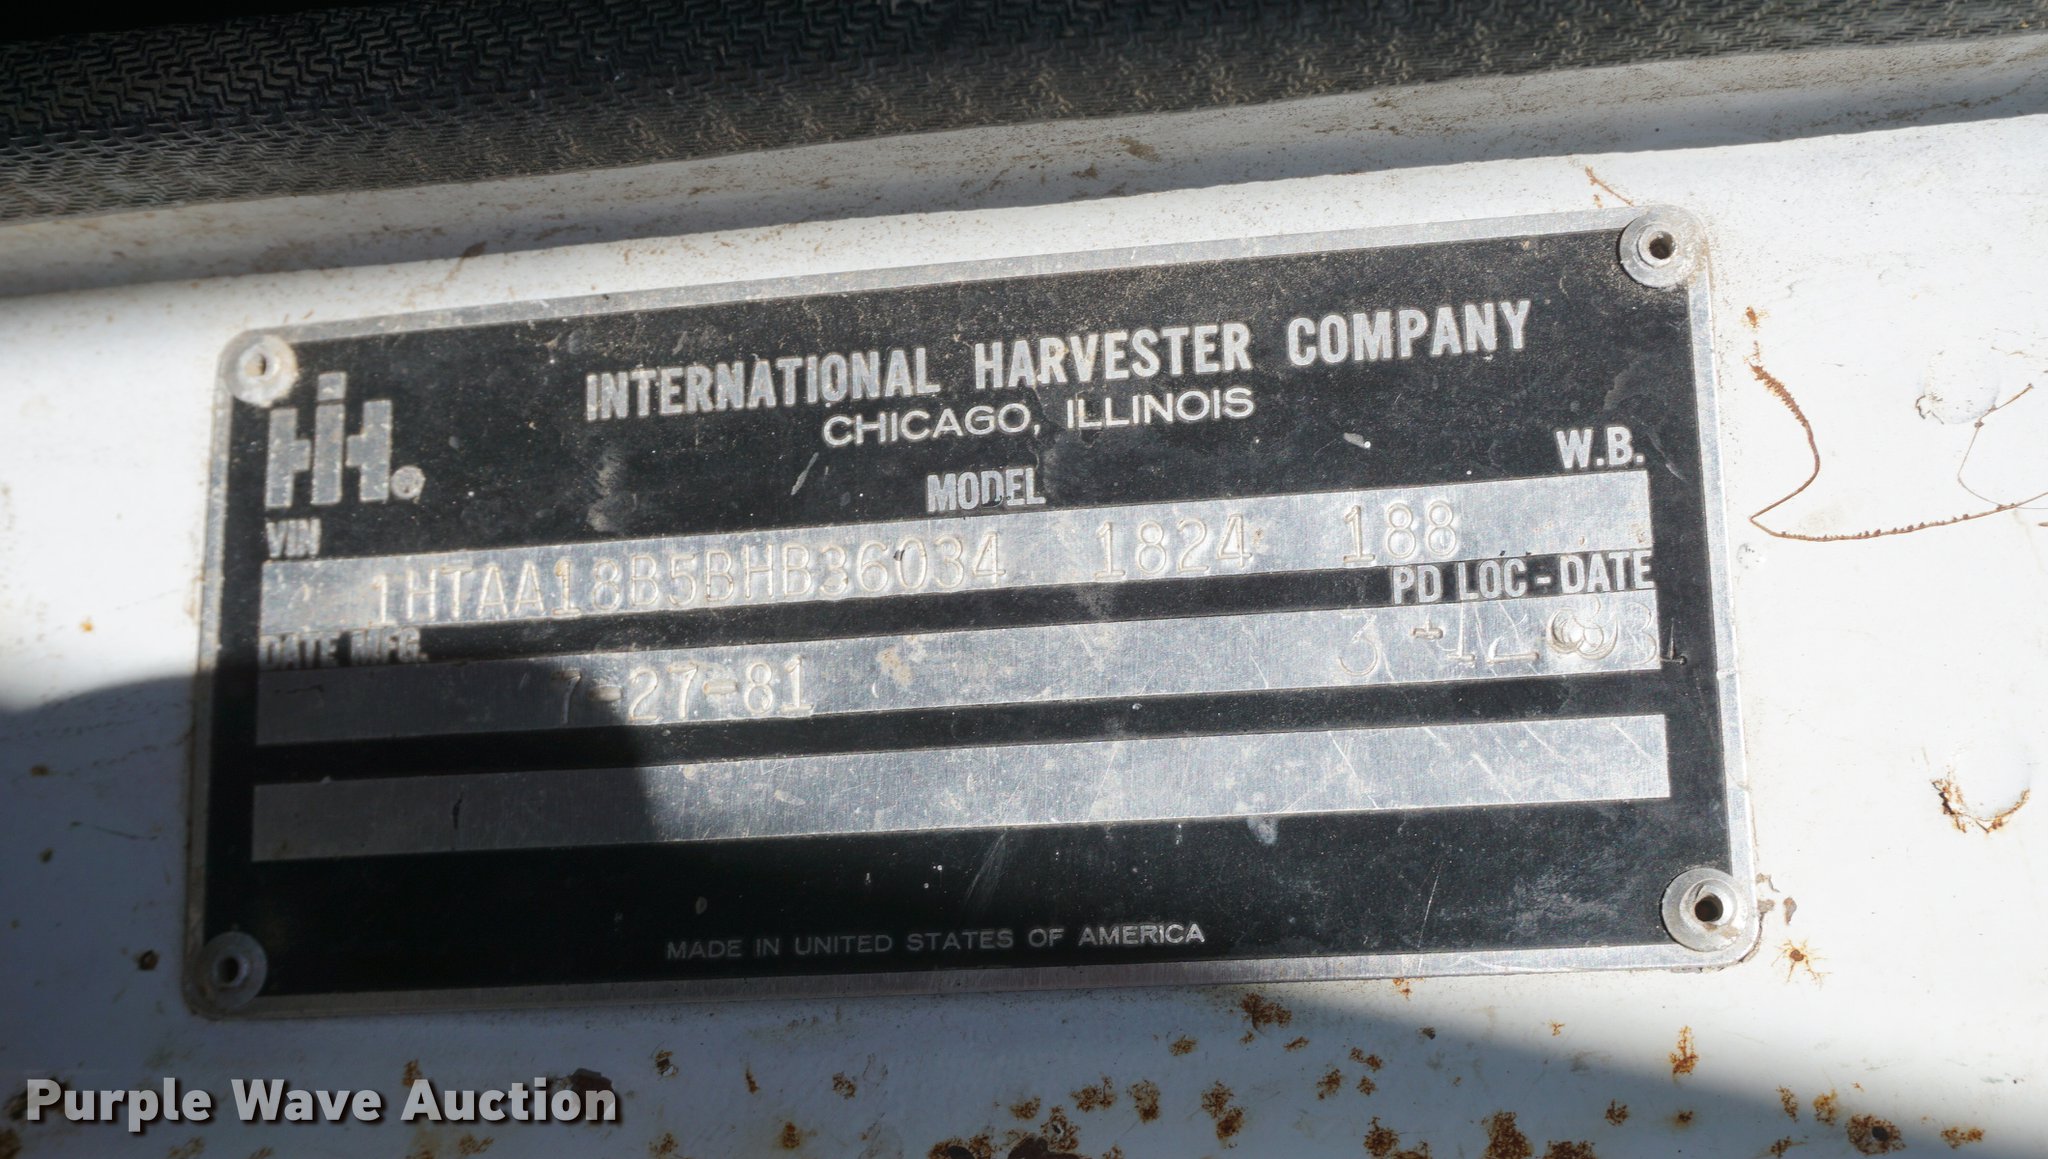 INTERNATIONAL HARVESTER COMPANY
CHICAGO, ILLINOIS
IH®
VIN MODEL W.B.
1HTAA18B5BHB36034 1824 188
DATE MFG. PD LOC-DATE
7-27-81
MADE IN UNITED STATES OF AMERICA
Purple Wave Auction